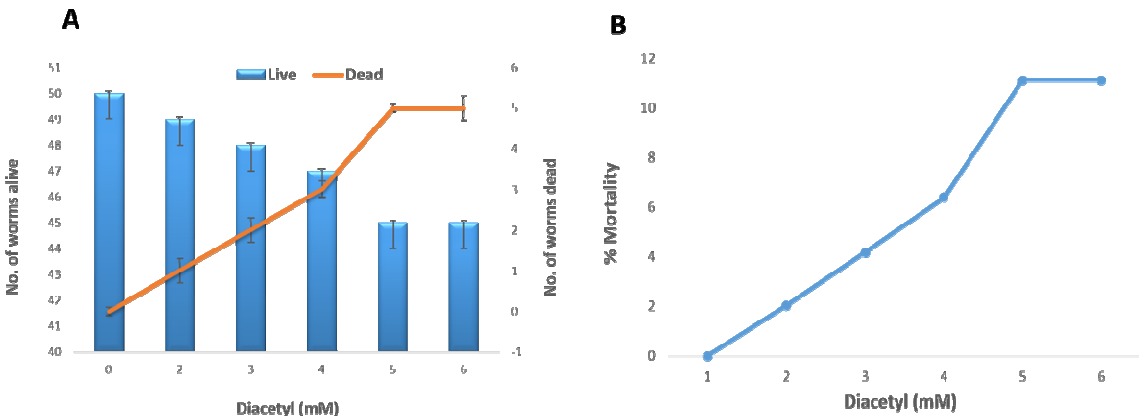 A
Live Dead
51
50
49
48
47
46
45
44
43
42
41
40
No. of worms alive
6
5
4
3
2
1
0
-1
No. of worms dead
0 2 3 4 5 6
Diacetyl (mM)
B
12
10
8
6
4
2
0
% Mortality
1 2 3 4 5 6
Diacetyl (mM)